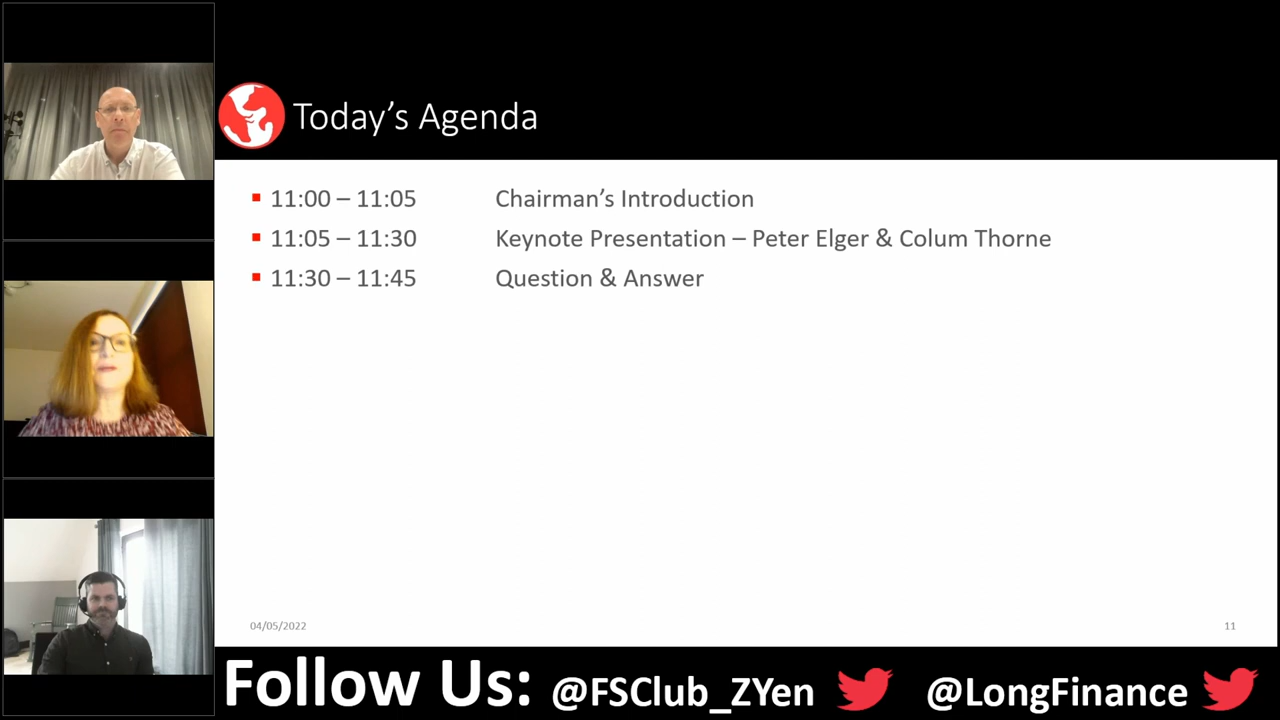 Today’s Agenda
▪ 11:00 – 11:05 Chairman’s Introduction
▪ 11:05 – 11:30 Keynote Presentation – Peter Elger & Colum Thorne
▪ 11:30 – 11:45 Question & Answer
04/05/2022 11
Follow Us: @FSClub_ZYen @LongFinance